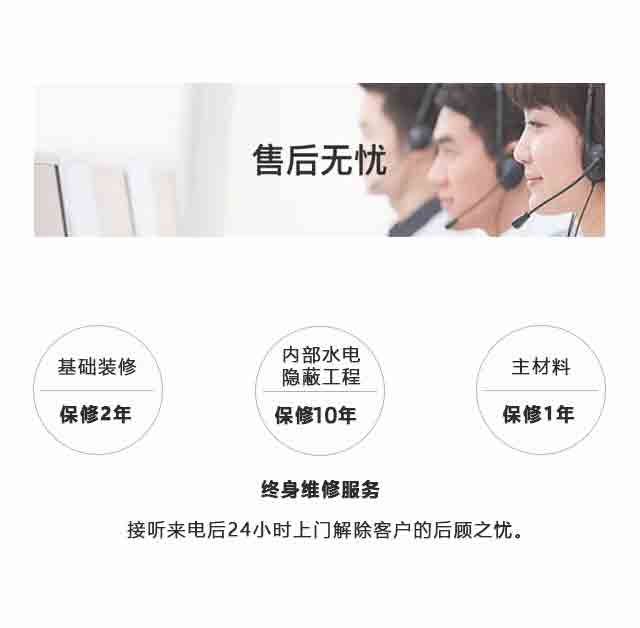 售后无忧
基础装修
保修2年
内部水电
隐蔽工程
保修10年
主材料
保修1年
终身维修服务
接听来电后24小时上门解除客户的后顾之忧。